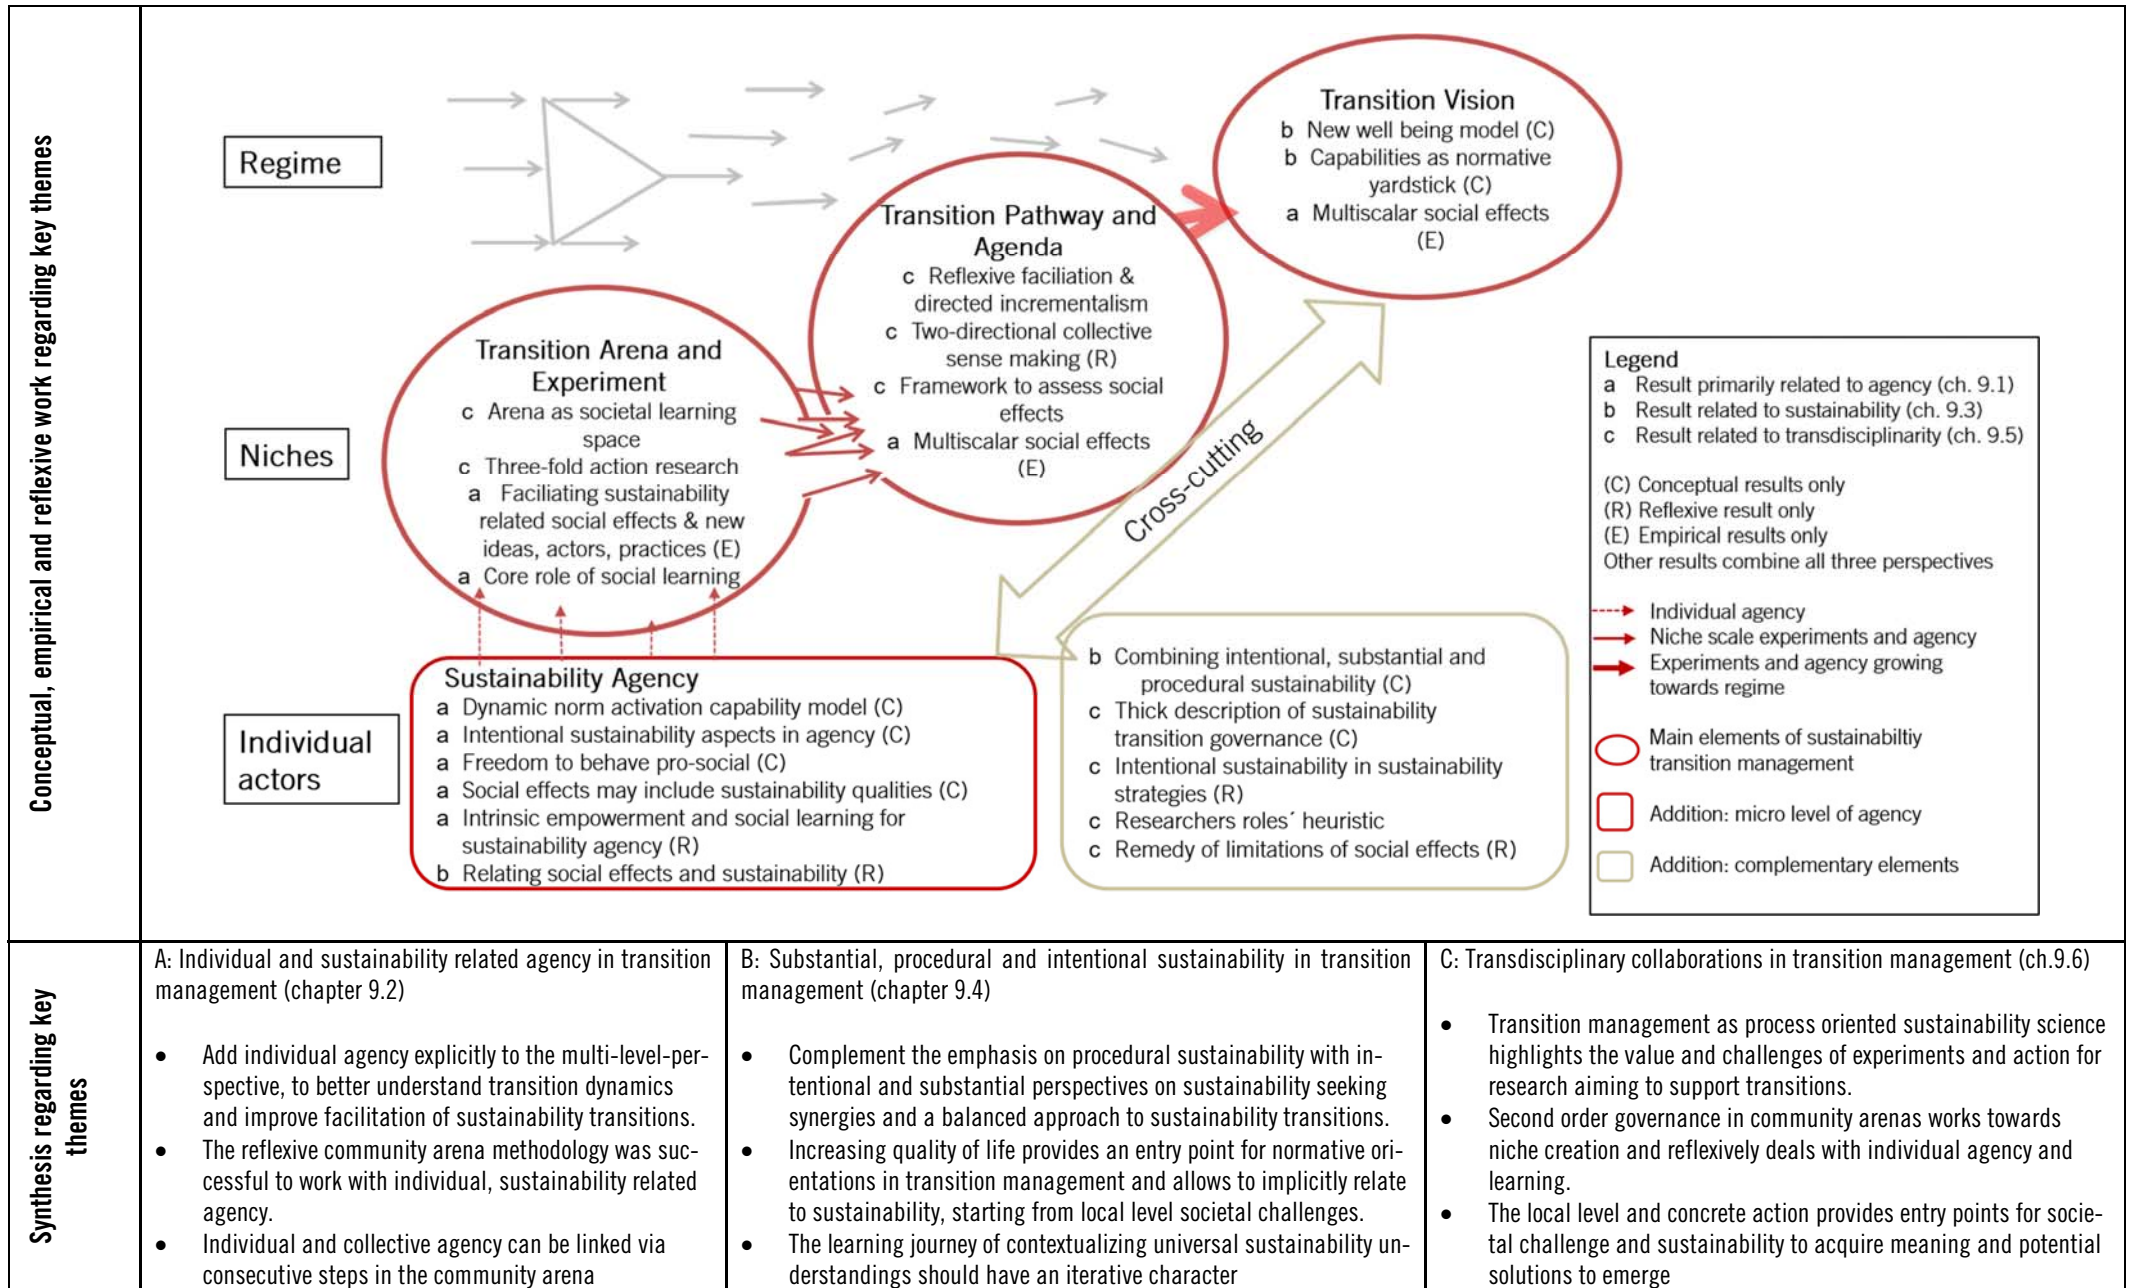 Conceptual, empirical and reflexive work regarding key themes
Regime
Niches
Individual
actors
Transition Vision
b New well being model (C)
b Capabilities as normative
yardstick (C)
a Multiscalar social effects
(E)
Transition Pathway and
Agenda
c Reflexive faciliation &
directed incrementalism
c Two-directional collective
sense making (R)
c Framework to assess social
effects
a Multiscalar social effects
(E)
Transition Arena and
Experiment
c Arena as societal learning
space
c Three-fold action research
a Faciliating sustainability
related social effects & new
ideas, actors, practices (E)
a Core role of social learning
Cross-cutting
Sustainability Agency
a Dynamic norm activation capability model (C)
a Intentional sustainability aspects in agency (C)
a Freedom to behave pro-social (C)
a Social effects may include sustainability qualities (C)
a Intrinsic empowerment and social learning for
sustainability agency (R)
b Relating social effects and sustainability (R)
b Combining intentional, substantial and
procedural sustainability (C)
c Thick description of sustainability
transition governance (C)
c Intentional sustainability in sustainability
strategies (R)
c Researchers roles´ heuristic
c Remedy of limitations of social effects (R)
Legend
a Result primarily related to agency (ch. 9.1)
b Result related to sustainability (ch. 9.3)
c Result related to transdisciplinarity (ch. 9.5)
(C) Conceptual results only
(R) Reflexive result only
(E) Empirical results only
Other results combine all three perspectives
Individual agency
Niche scale experiments and agency
Experiments and agency growing
towards regime
Main elements of sustainabiltiy
transition management
Addition: micro level of agency
Addition: complementary elements
Synthesis regarding key
themes
A: Individual and sustainability related agency in transition
management (chapter 9.2)
• Add individual agency explicitly to the multi-level-per-
spective, to better understand transition dynamics
and improve facilitation of sustainability transitions.
• The reflexive community arena methodology was suc-
cessful to work with individual, sustainability related
agency.
• Individual and collective agency can be linked via
consecutive steps in the community arena
B: Substantial, procedural and intentional sustainability in transition
management (chapter 9.4)
• Complement the emphasis on procedural sustainability with in-
tentional and substantial perspectives on sustainability seeking
synergies and a balanced approach to sustainability transitions.
• Increasing quality of life provides an entry point for normative ori-
entations in transition management and allows to implicitly relate
to sustainability, starting from local level societal challenges.
• The learning journey of contextualizing universal sustainability un-
derstandings should have an iterative character
C: Transdisciplinary collaborations in transition management (ch.9.6)
• Transition management as process oriented sustainability science
highlights the value and challenges of experiments and action for
research aiming to support transitions.
• Second order governance in community arenas works towards
niche creation and reflexively deals with individual agency and
learning.
• The local level and concrete action provides entry points for socie-
tal challenge and sustainability to acquire meaning and potential
solutions to emerge